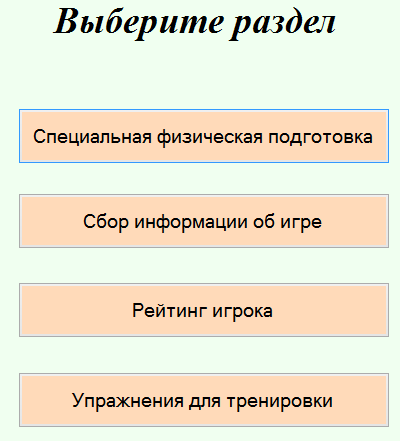 Выберите раздел
Специальная физическая подготовка
Сбор информации об игре
Рейтинг игрока
Упражнения для тренировки